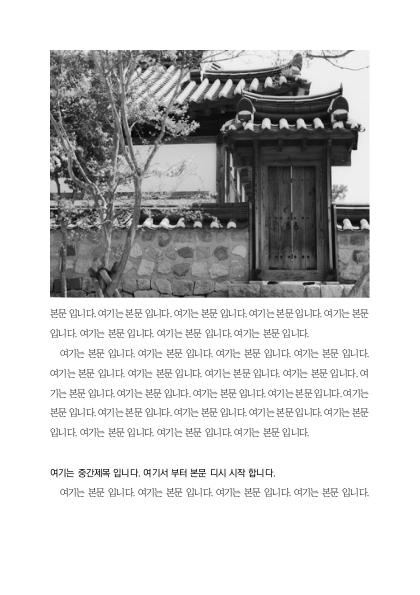 본문 입니다. 여기는 본문 입니다. 여기는 본문 입니다. 여기는 본문 입니다. 여기는 본문
입니다. 여기는 본문 입니다. 여기는 본문 입니다. 여기는 본문 입니다.
여기는 본문 입니다. 여기는 본문 입니다. 여기는 본문 입니다. 여기는 본문 입니다.
여기는 본문 입니다. 여기는 본문 입니다. 여기는 본문 입니다. 여기는 본문 입니다. 여
기는 본문 입니다. 여기는 본문 입니다. 여기는 본문 입니다. 여기는 본문 입니다. 여기는
본문 입니다. 여기는 본문 입니다. 여기는 본문 입니다. 여기는 본문 입니다. 여기는 본문
입니다. 여기는 본문 입니다. 여기는 본문 입니다. 여기는 본문 입니다.
여기는 중간제목 입니다. 여기서 부터 본문 디시 시작 합니다.
여기는 본문 입니다. 여기는 본문 입니다. 여기는 본문 입니다. 여기는 본문 입니다.